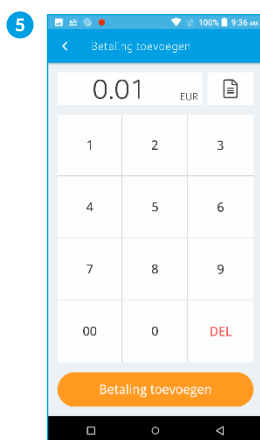 5
100% 9:36 AM
Betaling toevoegen
0.01 EUR
1 2 3
4 5 6
7 8 9
00 0 DEL
Betaling toevoegen